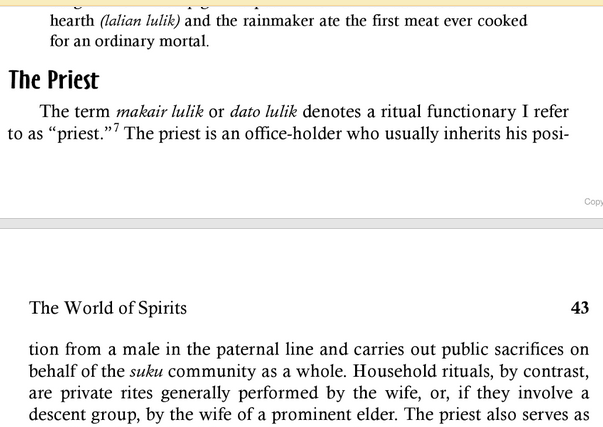 hearth (lalian lulik) and the rainmaker ate the first meat ever cooked
for an ordinary mortal.
The Priest
The term makair lulik or dato lulik denotes a ritual functionary I refer
to as “priest.”7 The priest is an office-holder who usually inherits his posi-
Copy
The World of Spirits 43
tion from a male in the paternal line and carries out public sacrifices on
behalf of the suku community as a whole. Household rituals, by contrast,
are private rites generally performed by the wife, or, if they involve a
descent group, by the wife of a prominent elder. The priest also serves as